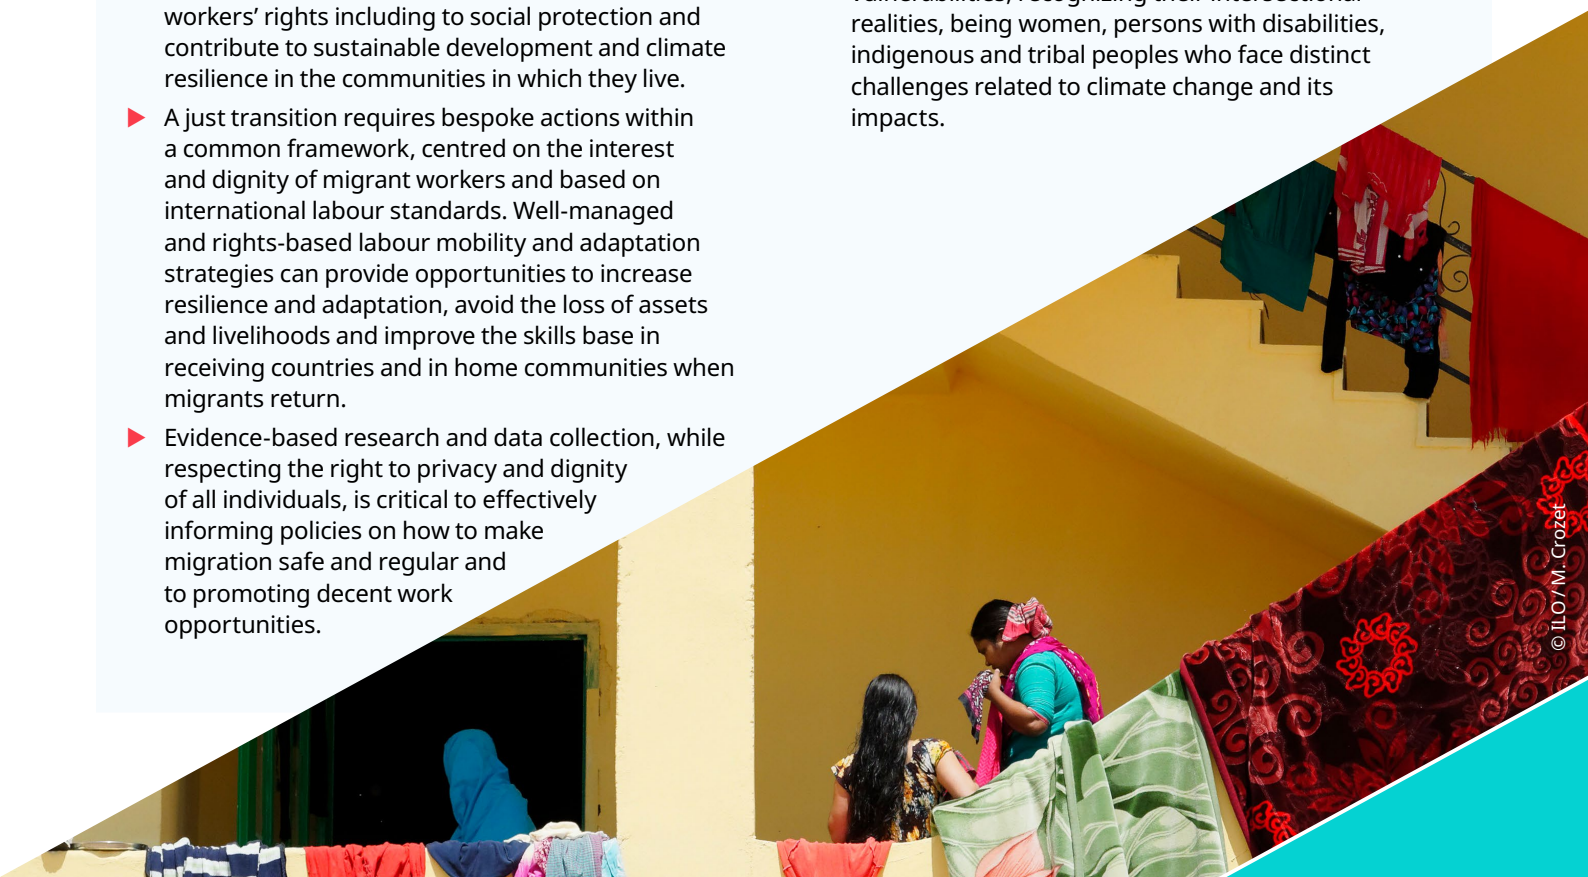 workers’ rights including to social protection and
contribute to sustainable development and climate
resilience in the communities in which they live.
A just transition requires bespoke actions within
a common framework, centred on the interest
and dignity of migrant workers and based on
international labour standards. Well-managed
and rights-based labour mobility and adaptation
strategies can provide opportunities to increase
resilience and adaptation, avoid the loss of assets
and livelihoods and improve the skills base in
receiving countries and in home communities when
migrants return.
Evidence-based research and data collection, while
respecting the right to privacy and dignity
of all individuals, is critical to effectively
informing policies on how to make
migration safe and regular and
to promoting decent work
opportunities.
vulnerabilities, recognizing their intersectional
realities, being women, persons with disabilities,
indigenous and tribal peoples who face distinct
challenges related to climate change and its
impacts.
© ILO / M. Crozet